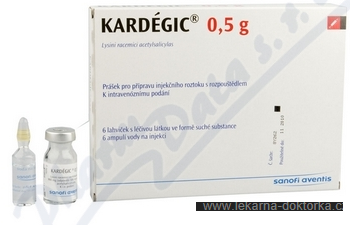 KARDÉGIC® 0,5 g
Lysini racemici acetylsalicylas
Prášek pro přípravu injekčního roztoku s rozpouštědlem
K intravenóznímu podání
6 lahviček s léčivou látkou ve formě suché substance
6 ampulí vody na injekci
sanofi aventis
www.lekarna-doktorka.c